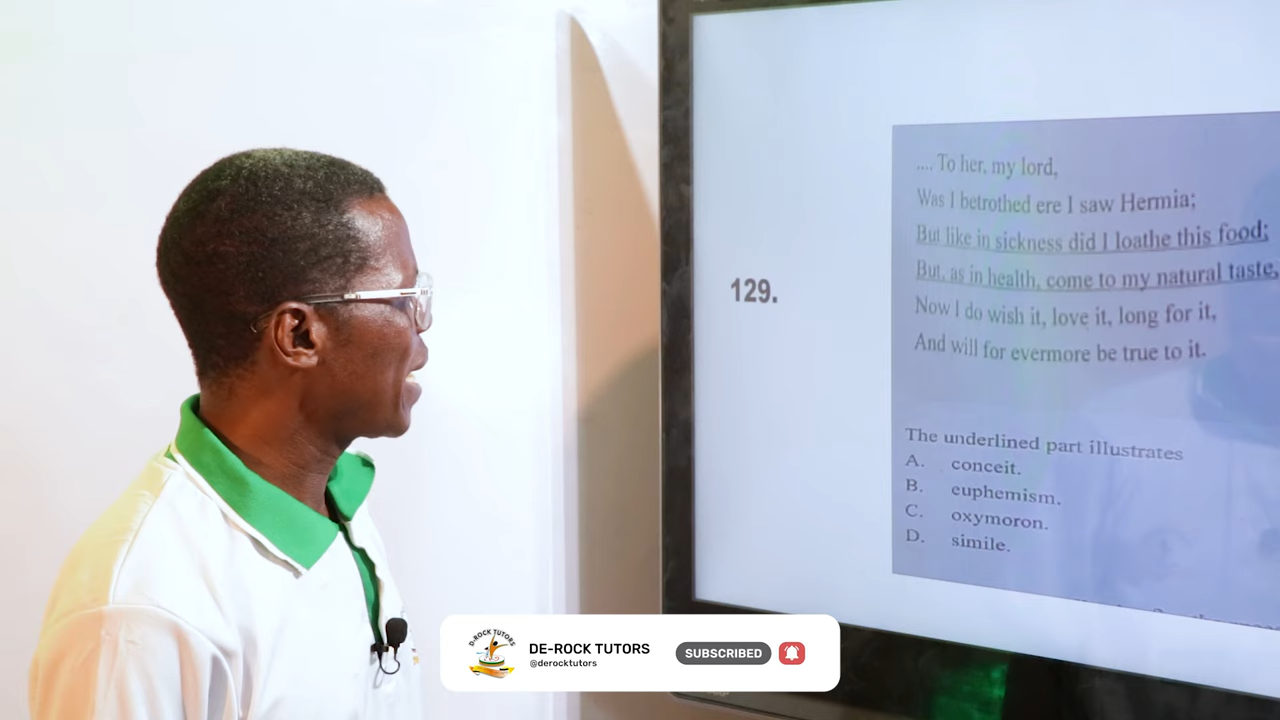 129.
.... To her, my lord,
Was I betrothed ere I saw Hermia;
But like in sickness did I loathe this food;
But, as in health, come to my natural taste,
Now I do wish it, love it, long for it,
And will for evermore be true to it.
The underlined part illustrates
A. conceit.
B. euphemism.
C. oxymoron.
D. simile.
D-ROCK TUTORS
DE-ROCK TUTORS
@derocktutors
SUBSCRIBED